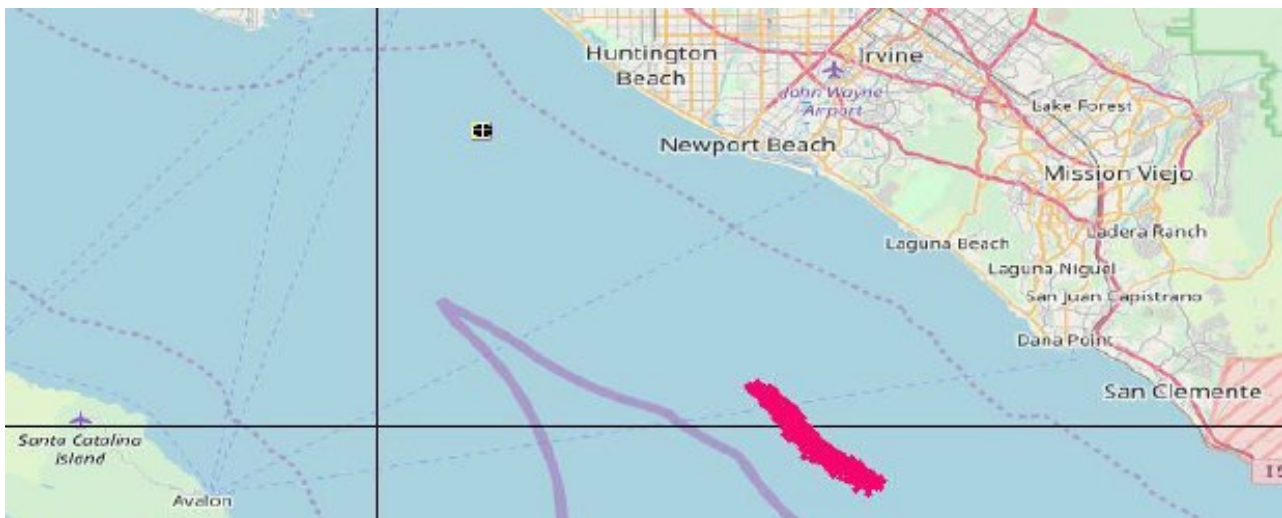 Huntington
Beach
Irvine
John Wayne
Airport
Lake Forest
Newport Beach
Mission Viejo
Ladera Ranch
Laguna Beach
Laguna Niguel
San Juan Capistrano
Dana Point
San Clemente
Santa Catalina
Island
Avalon
I 5